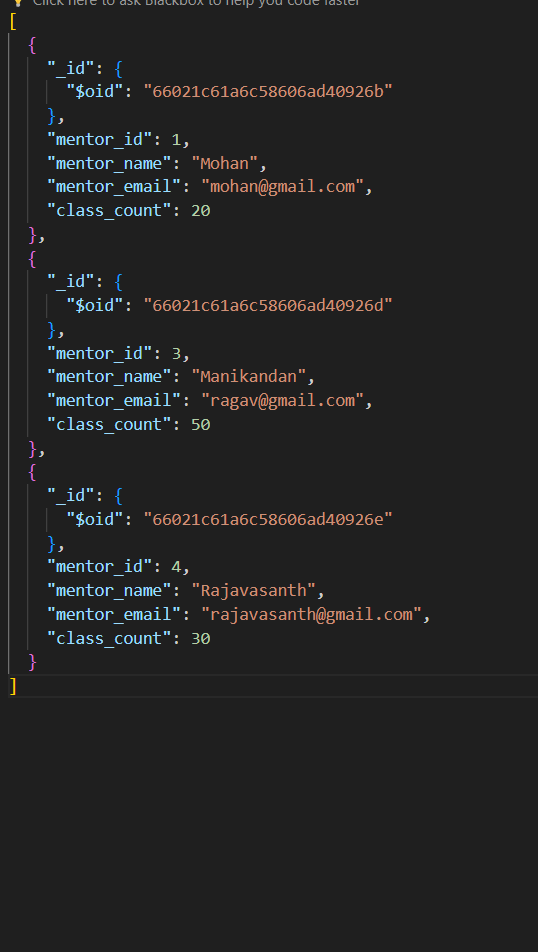 Click here to ask Blackbox to help you code faster
[
{
"_id": {
"$oid": "66021c61a6c58606ad40926b"
},
"mentor_id": 1,
"mentor_name": "Mohan",
"mentor_email": "mohan@gmail.com",
"class_count": 20
},
{
"_id": {
"$oid": "66021c61a6c58606ad40926d"
},
"mentor_id": 3,
"mentor_name": "Manikandan",
"mentor_email": "ragav@gmail.com",
"class_count": 50
},
{
"_id": {
"$oid": "66021c61a6c58606ad40926e"
},
"mentor_id": 4,
"mentor_name": "Rajavasanth",
"mentor_email": "rajavasanth@gmail.com",
"class_count": 30
}
]